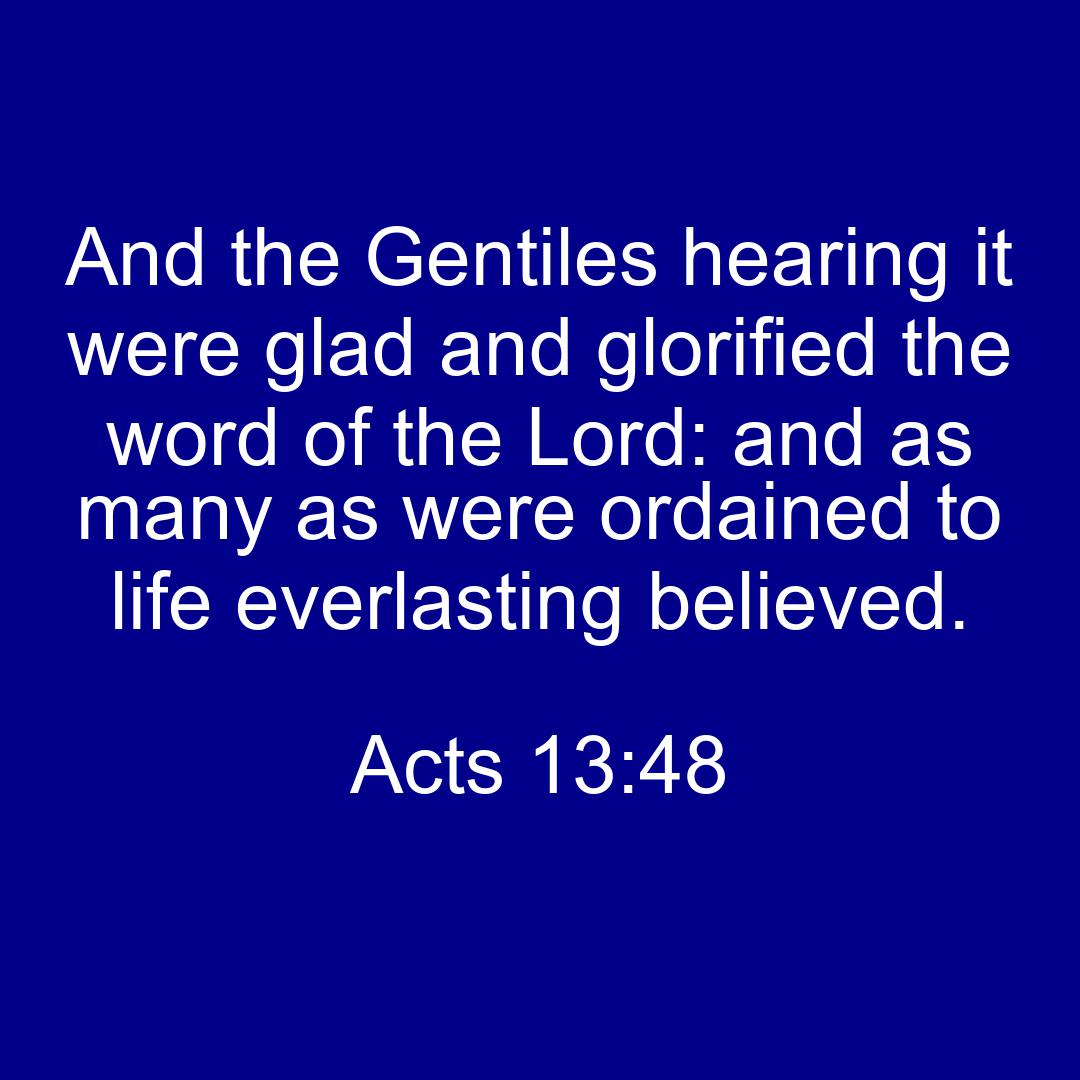 And the Gentiles hearing it
were glad and glorified the
word of the Lord: and as
many as were ordained to
life everlasting believed.
Acts 13:48